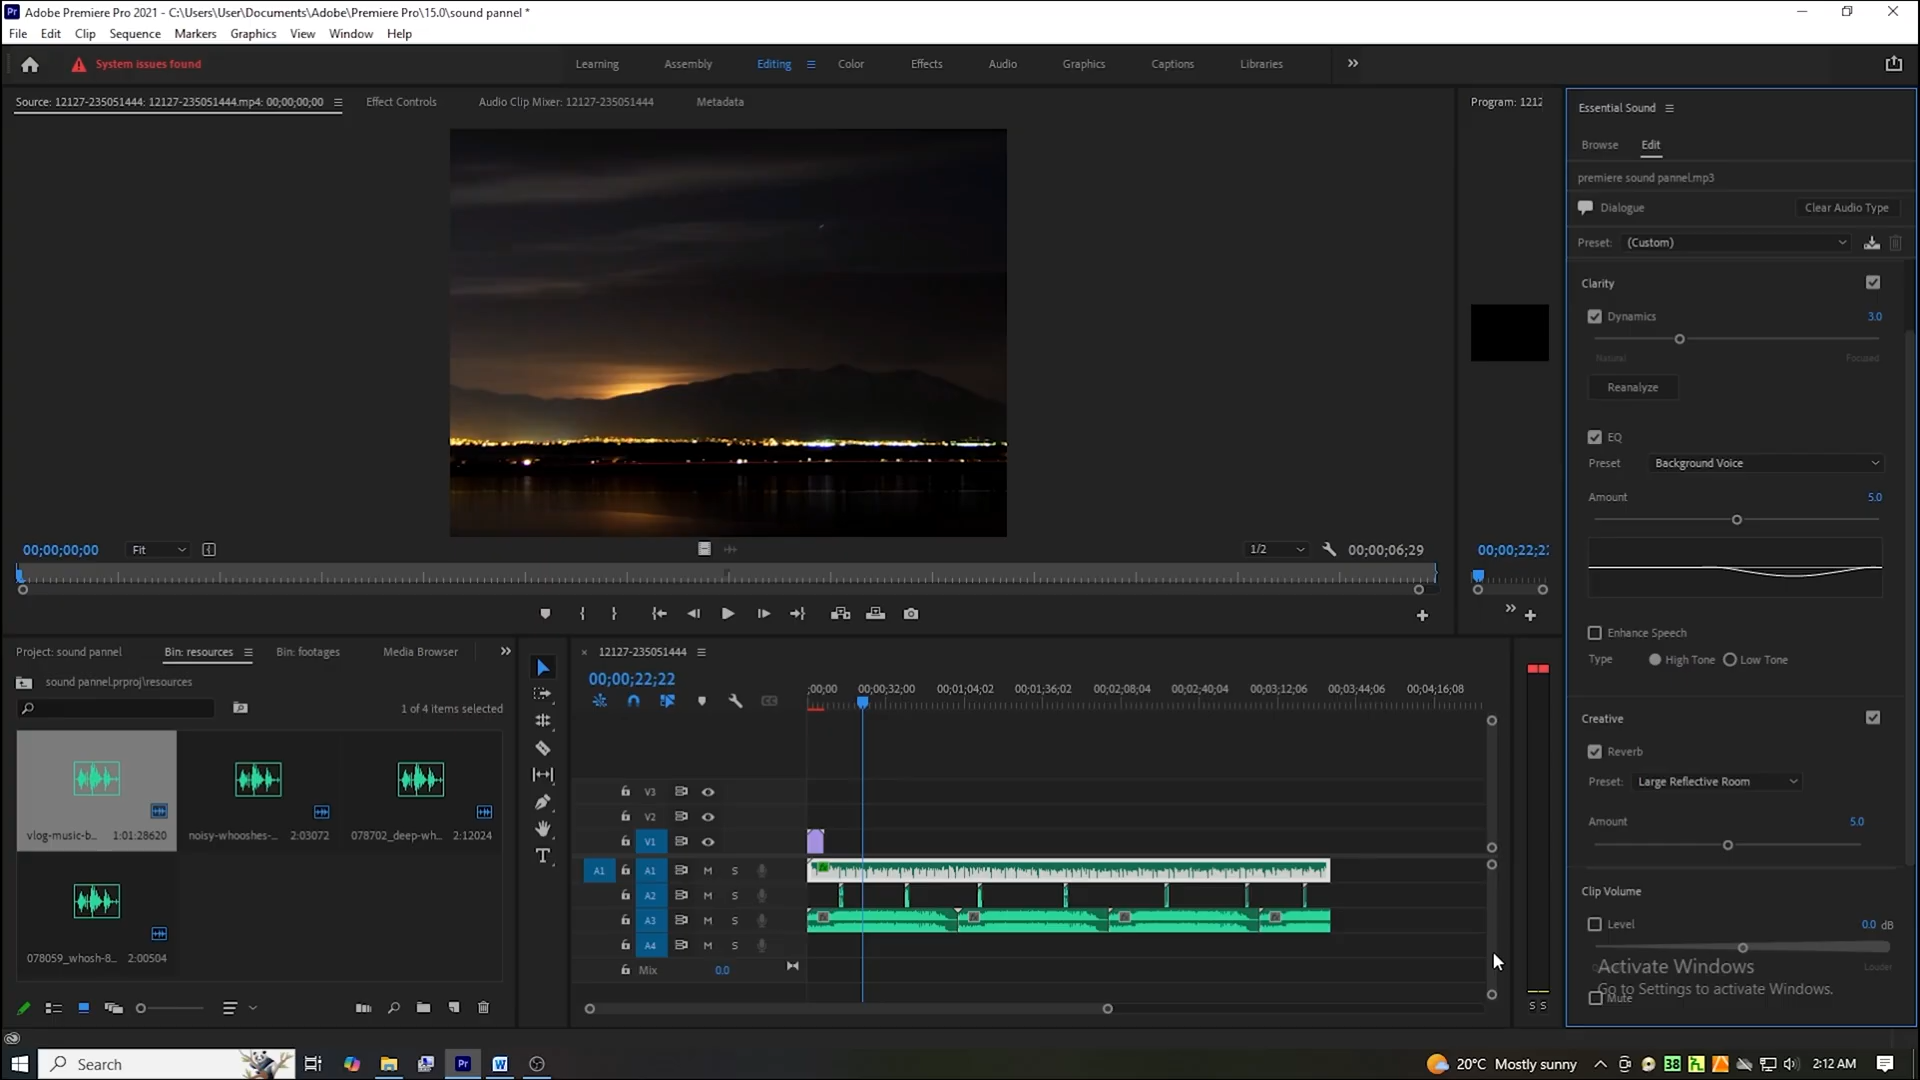 Adobe Premiere Pro 2021 - C:\Users\User\Documents\Adobe\Premiere Pro\15.0\sound pannel *
File Edit Clip Sequence Markers Graphics View Window Help
System issues found
Learning Assembly Editing Color Effects Audio Graphics Captions Libraries
Source: 12127-235051444: 12127-235051444.mp4: 00;00;00;00 Effect Controls Audio Clip Mixer: 12127-235051444 Metadata
Program: 1212
Essential Sound
Browse Edit
premiere sound pannel.mp3
Dialogue Clear Audio Type
Preset: (Custom)
Clarity
Dynamics 3.0
Natural Focused
Reanalyze
EQ
Preset Background Voice
Amount 5.0
Enhance Speech
Type High Tone Low Tone
Creative
Reverb
Preset: Large Reflective Room
Amount 5.0
Clip Volume
Level 0.0 dB
Louder
Mute
Activate Windows
Go to Settings to activate Windows.
00;00;00;00 Fit 1/2 00;00;06;29 00;00;22;22
Project: sound pannel Bin: resources Bin: footages Media Browser
sound pannel.prproj\resources
1 of 4 items selected
vlog-music-b... 1:01:28620
noisy-whooshes-... 2:03072
078702_deep-wh... 2:12024
078059_whosh-8... 2:00504
12127-235051444
00;00;22;22
;00;00 00;00;32;00 00;01;04;02 00;01;36;02 00;02;08;04 00;02;40;04 00;03;12;06 00;03;44;06 00;04;16;08
V3
V2
V1
A1 A1 M S
A2 M S
A3 M S
A4 M S
Mix 0.0
S S
Search
38
20°C Mostly sunny
2:12 AM